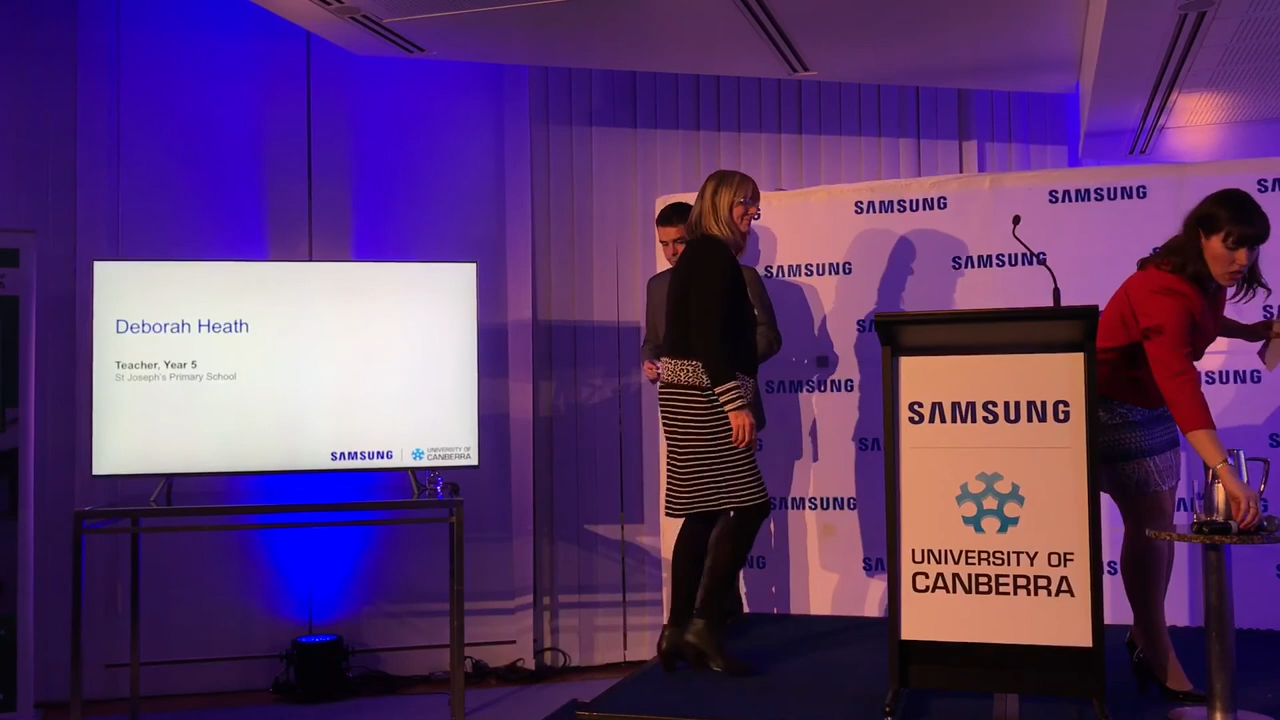 Deborah Heath
Teacher, Year 5
St Joseph's Primary School
SAMSUNG
UNIVERSITY OF
CANBERRA
SAMSUNG
SAMSUNG
SAMSUNG
SAMSUNG
SAMSUNG
SAMSUNG
SAMSUNG
UNIVERSITY OF
CANBERRA